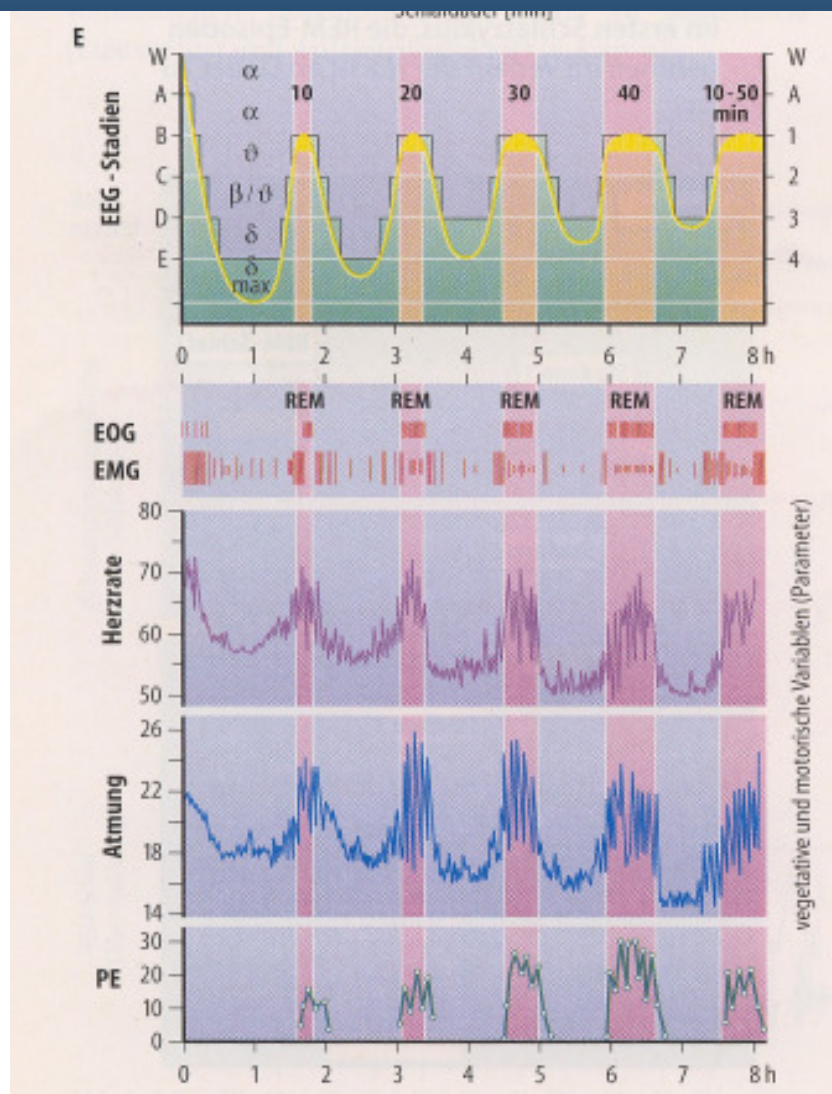 Schlafdauer [min]
E
W W
A α A
10 20 30 40 10-50
min
α
B 1
ϑ
C 2
β/ϑ
D 3
δ
E 4
δ
max
EEG-Stadien
0 1 2 3 4 5 6 7 8 h
REM REM REM REM REM
EOG
EMG
80
70
60
50
Herzrate
26
22
18
14
Atmung
30
20
10
0
PE
0 1 2 3 4 5 6 7 8 h
vegetative und motorische Variablen (Parameter)